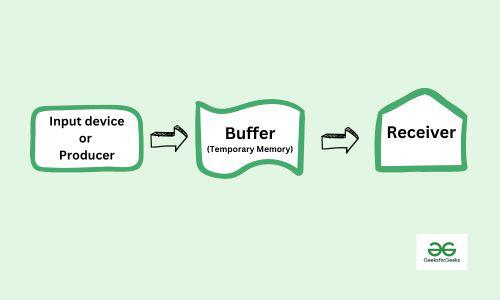 Input device
or
Producer
Buffer
(Temporary Memory)
Receiver
GeeksforGeeks